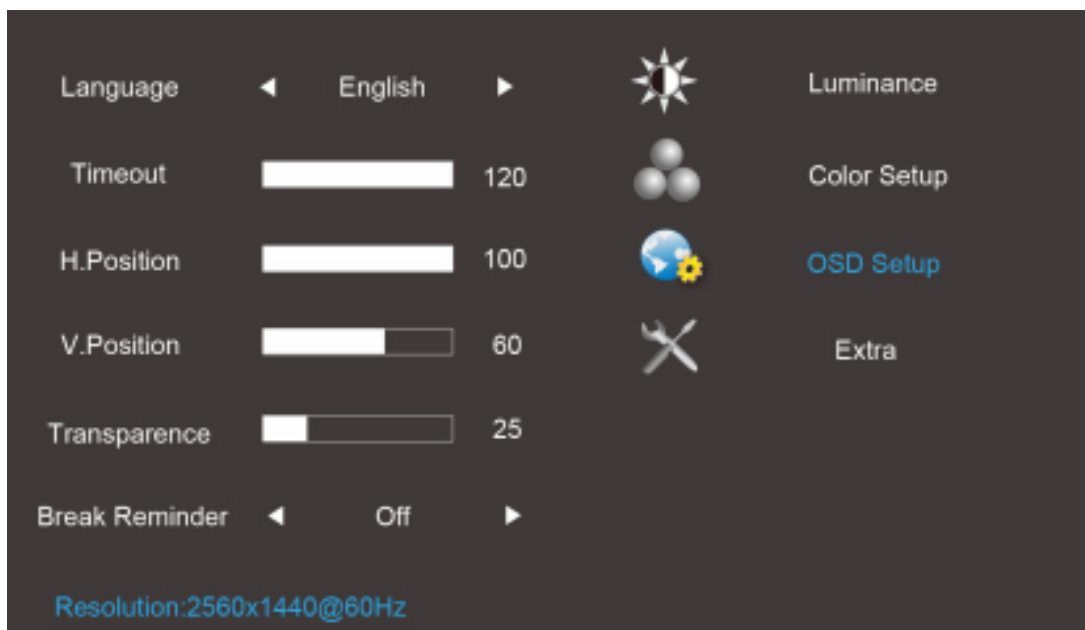 Language English Luminance
Timeout 120 Color Setup
H.Position 100 OSD Setup
V.Position 60 Extra
Transparence 25
Break Reminder Off
Resolution:2560x1440@60Hz